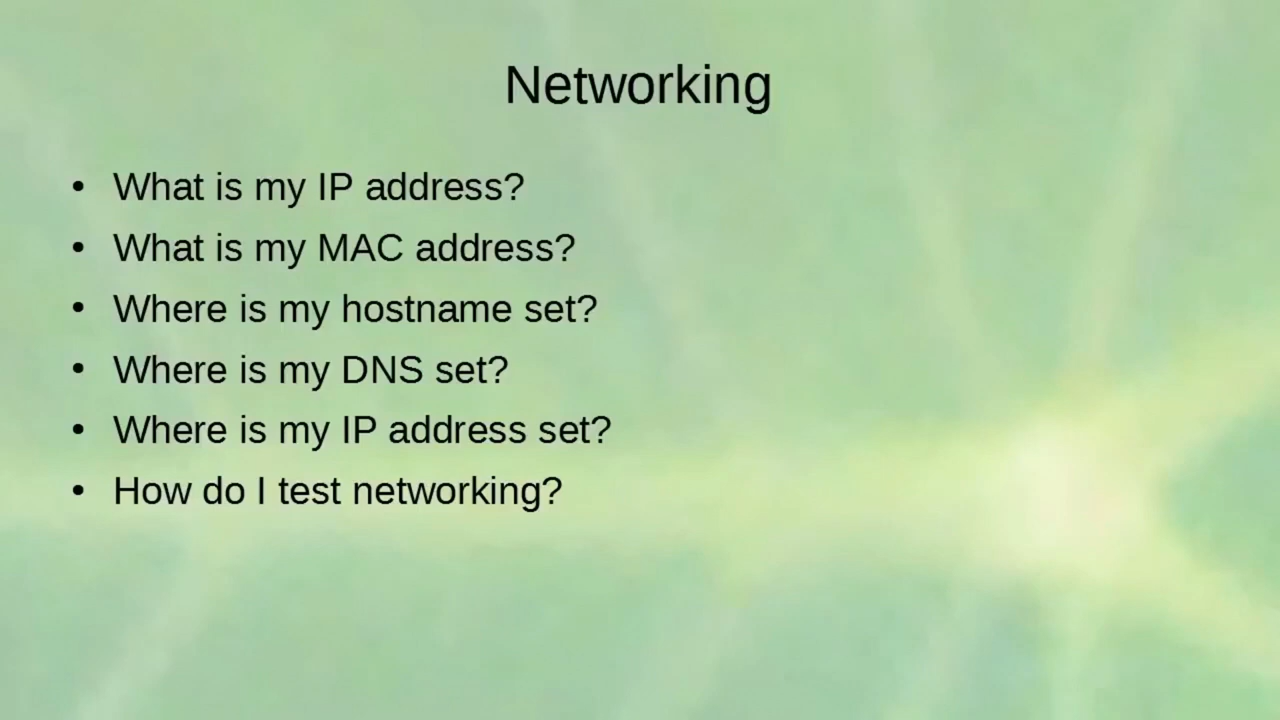 Networking
• What is my IP address?
• What is my MAC address?
• Where is my hostname set?
• Where is my DNS set?
• Where is my IP address set?
• How do I test networking?